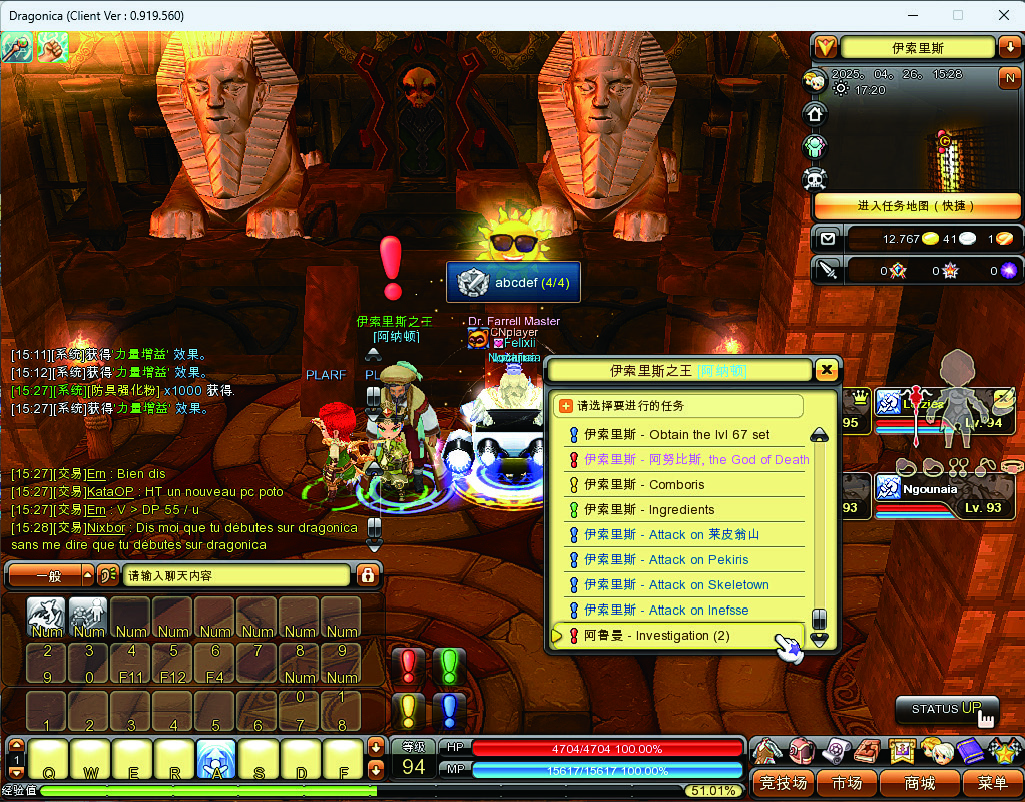 Dragonica (Client Ver : 0.919.560)
伊索里斯
2025。 04。 26。 15:28
17:20
N
进入任务地图（快捷）
12.767 41 1
0 0 0
abcdef (4/4)
伊索里斯之王
[阿纳顿]
Dr. Farrell Master
CNplayer
Felixii
PLARF
[15:11][系统]获得'力量增益' 效果。
[15:12][系统]获得'力量增益' 效果。
[15:27][系统][防具强化粉] x1000 获得.
[15:27][系统]获得'力量增益' 效果。
伊索里斯之王 [阿纳顿]
请选择要进行的任务
伊索里斯 - Obtain the lvl 67 set
伊索里斯 - 阿努比斯, the God of Death
伊索里斯 - Comboris
伊索里斯 - Ingredients
伊索里斯 - Attack on 莱皮翁山
伊索里斯 - Attack on Pekiris
伊索里斯 - Attack on Skeletown
伊索里斯 - Attack on Inefsse
阿鲁曼 - Investigation (2)
95
Lv. 94
93
Ngounaia
Lv. 93
[15:27][交易]Ern : Bien dis
[15:27][交易]KataOP : HT un nouveau pc poto
[15:27][交易]Ern : V > DP 55 / u
[15:28][交易]Nixbor : Dis moi que tu débutes sur dragonica
sans me dire que tu débutes sur dragonica
一般
请输入聊天内容
Num Num Num Num Num Num Num Num
2 3 4 5 6 7 8 9
9 0 F11 F12 F4 Num Num
0 1
1 2 3 4 5 6 7 8
STATUS UP
1
Q W E R A S D F
等级
94
HP
4704/4704 100.00%
MP
15617/15617 100.00%
经验值
51.01%
竞技场
市场
商城
菜单